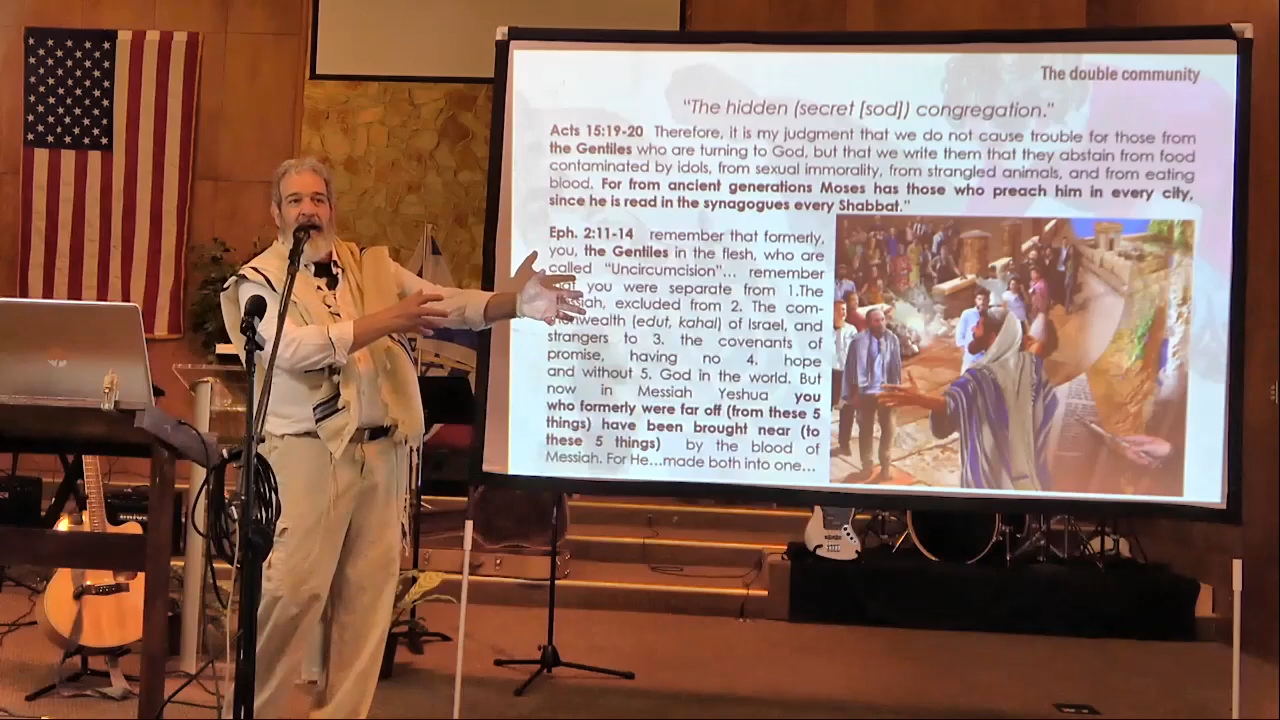 The double community
"The hidden (secret [sod]) congregation."
Acts 15:19-20 Therefore, it is my judgment that we do not cause trouble for those from
the Gentiles who are turning to God, but that we write them that they abstain from food
contaminated by idols, from sexual immorality, from strangled animals, and from eating
blood. For from ancient generations Moses has those who preach him in every city,
since he is read in the synagogues every Shabbat."
Eph. 2:11-14 remember that formerly,
you, the Gentiles in the flesh, who are
called "Uncircumcision"... remember
you were separate from 1.The
excluded from 2. The com-
(edut, kahal) of Israel, and
strangers to 3. the covenants of
promise, having no 4. hope
and without 5. God in the world. But
now in Messiah Yeshua you
who formerly were far off (from these 5
things) have been brought near (to
these 5 things) by the blood of
Messiah. For He...made both into one...